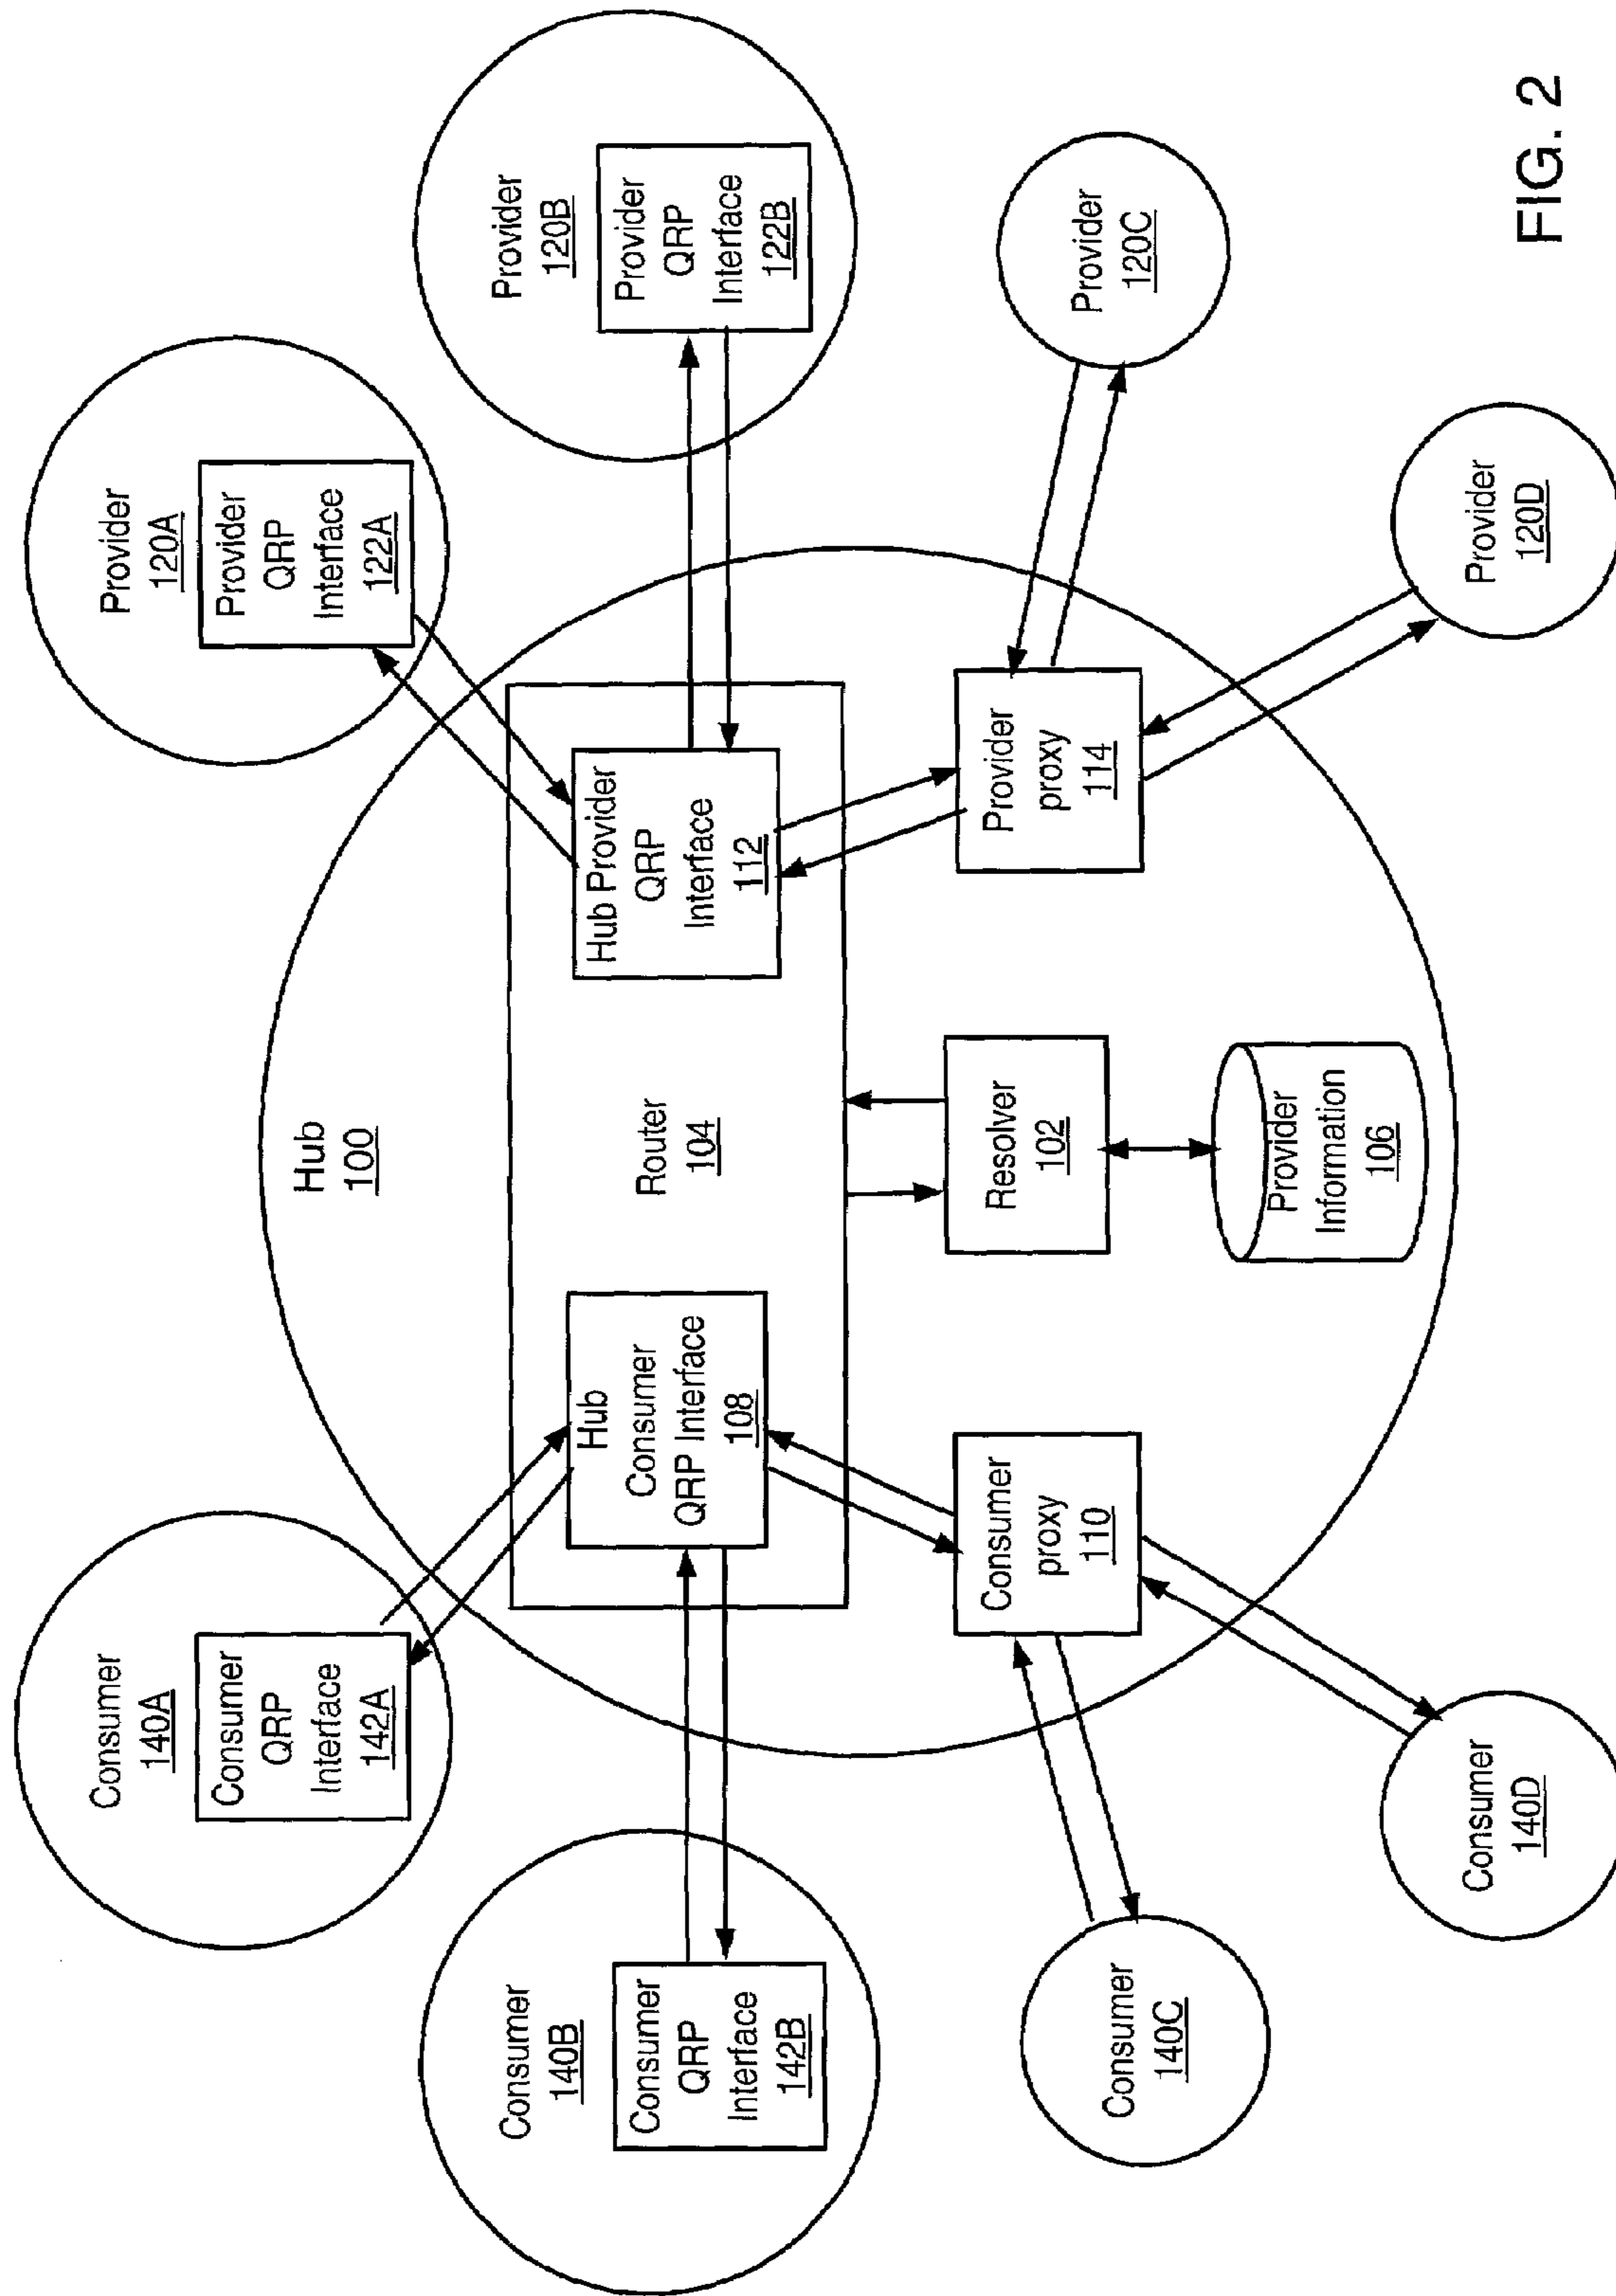 Consumer
140A
Consumer
QRP
Interface
142A
Provider
120A
Provider
QRP
Interface
122A
Hub
100
Consumer
140B
Consumer
QRP
Interface
142B
Hub
Consumer
QRP Interface
108
Router
104
Hub Provider
QRP
Interface
112
Provider
120B
Provider
QRP
Interface
122B
Consumer
proxy
110
Resolver
102
Provider
proxy
114
Consumer
140C
Provider
120C
Provider
Information
106
Consumer
140D
Provider
120D
FIG. 2